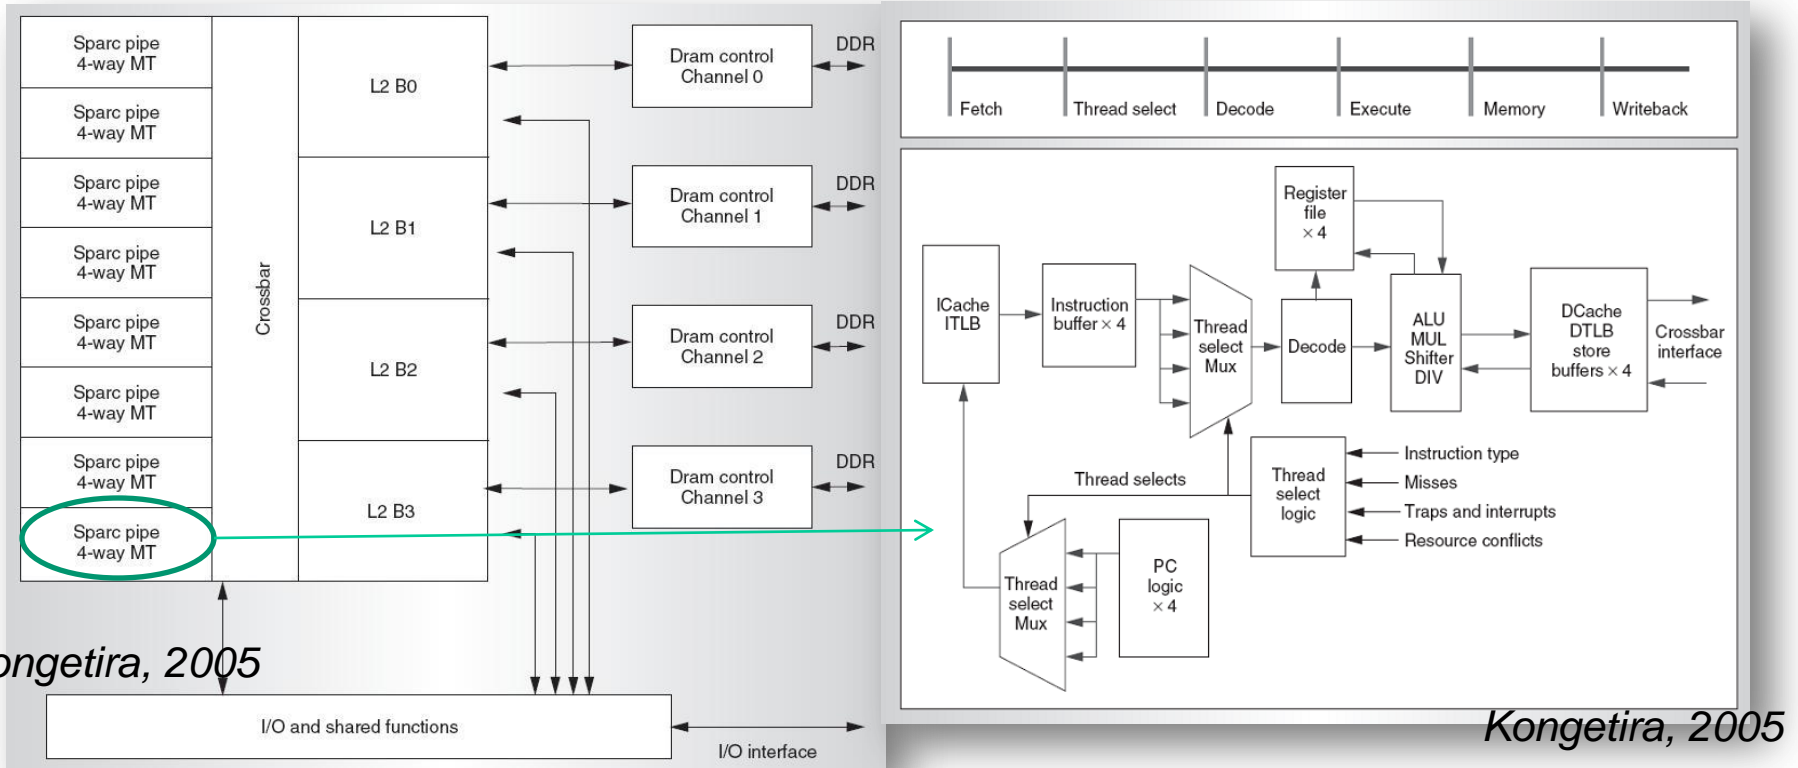 Sparc pipe
4-way MT
Sparc pipe
4-way MT
Sparc pipe
4-way MT
Sparc pipe
4-way MT
Sparc pipe
4-way MT
Sparc pipe
4-way MT
Sparc pipe
4-way MT
Sparc pipe
4-way MT
Crossbar
L2 B0
L2 B1
L2 B2
L2 B3
Dram control
Channel 0
DDR
Dram control
Channel 1
DDR
Dram control
Channel 2
DDR
Dram control
Channel 3
DDR
ongetira, 2005
I/O and shared functions
I/O interface
Fetch
Thread select
Decode
Execute
Memory
Writeback
ICache
ITLB
Instruction
buffer × 4
Thread
select
Mux
Decode
Register
file
× 4
ALU
MUL
Shifter
DIV
DCache
DTLB
store
buffers × 4
Crossbar
interface
Thread selects
Thread
select
logic
Instruction type
Misses
Traps and interrupts
Resource conflicts
Thread
select
Mux
PC
logic
× 4
Kongetira, 2005